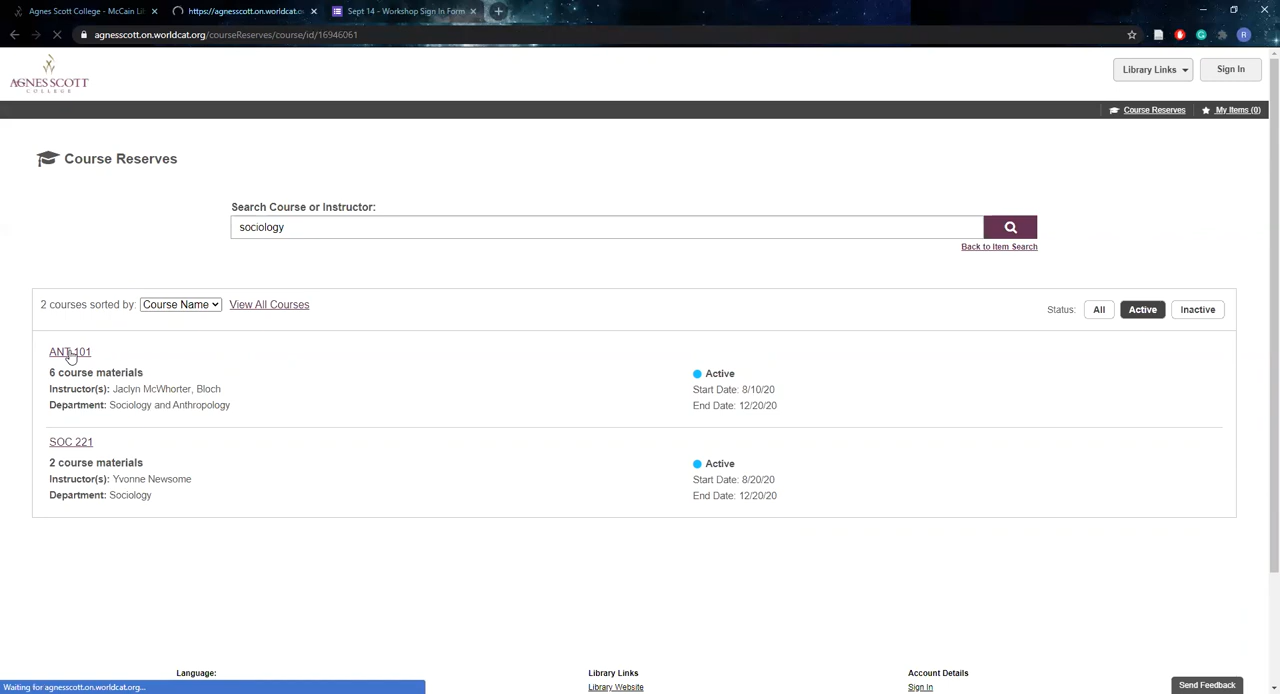 Agnes Scott College - McCain Li
https://agnesscott.on.worldcat.o
Sept 14 - Workshop Sign In Form
agnesscott.on.worldcat.org/courseReserves/course/id/16946061
R
AGNES SCOTT
COLLEGE
Library Links
Sign In
Course Reserves
My Items (0)
Course Reserves
Search Course or Instructor:
sociology
Back to Item Search
2 courses sorted by: Course Name View All Courses
Status: All Active Inactive
ANT 101
6 course materials
Instructor(s): Jaclyn McWhorter, Bloch
Department: Sociology and Anthropology
Active
Start Date: 8/10/20
End Date: 12/20/20
SOC 221
2 course materials
Instructor(s): Yvonne Newsome
Department: Sociology
Active
Start Date: 8/20/20
End Date: 12/20/20
Language:
Library Links
Library Website
Account Details
Sign In
Send Feedback
Waiting for agnesscott.on.worldcat.org...